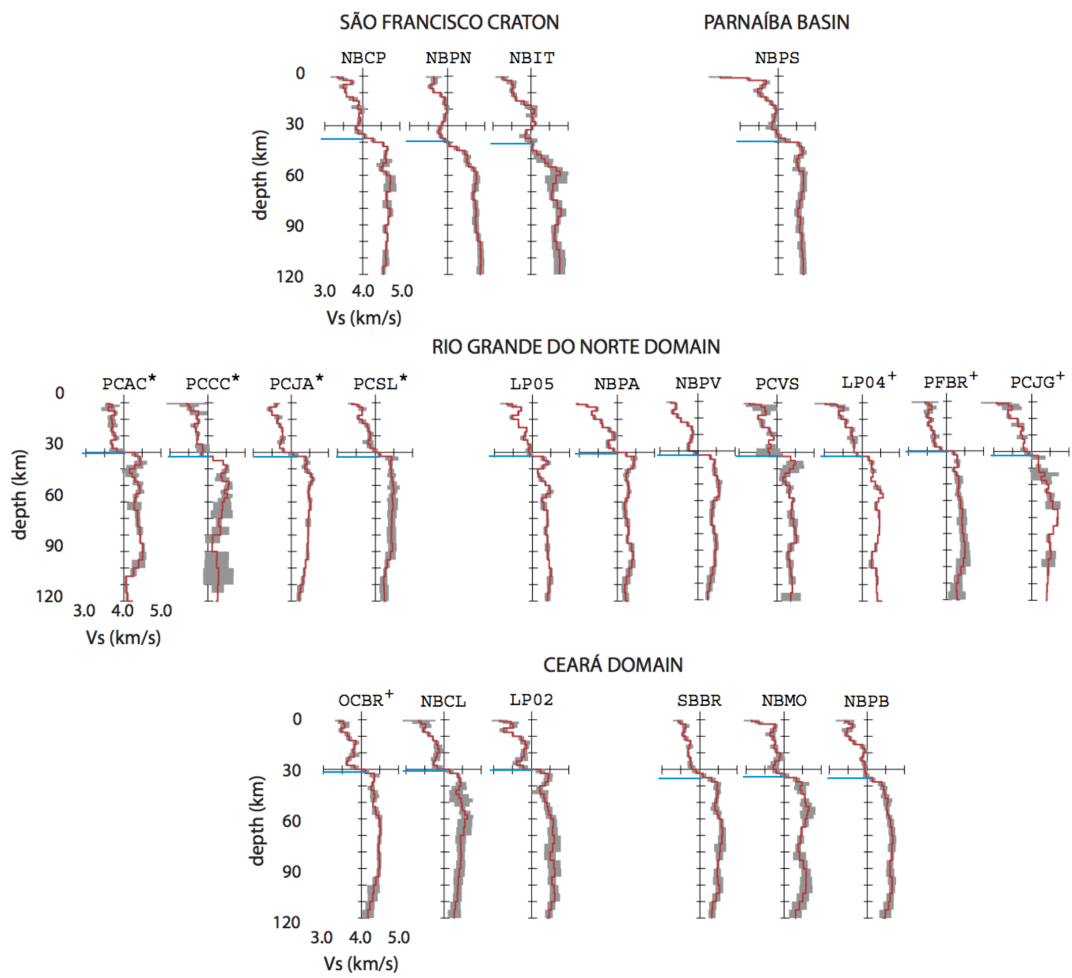 SÃO FRANCISCO CRATON
PARNAÍBA BASIN
NBCP NBPN NBIT NBPS
0
30
60
90
120
depth (km)
3.0 4.0 5.0
Vs (km/s)
RIO GRANDE DO NORTE DOMAIN
PCAC* PCCC* PCJA* PCSL* LP05 NBPA NBPV PCVS LP04+ PFBR+ PCJG+
0
30
60
90
120
depth (km)
3.0 4.0 5.0
Vs (km/s)
CEARÁ DOMAIN
OCBR+ NBCL LP02 SBBR NBMO NBPB
0
30
60
90
120
depth (km)
3.0 4.0 5.0
Vs (km/s)